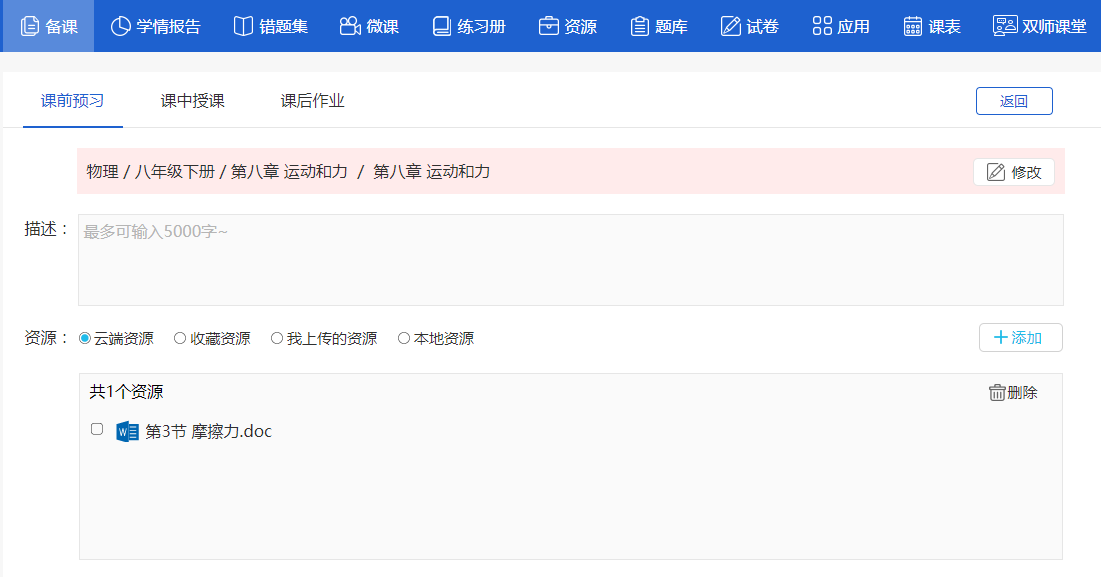 备课 学情报告 错题集 微课 练习册 资源 题库 试卷 应用 课表 双师课堂
课前预习 课中授课 课后作业 返回
物理 / 八年级下册 / 第八章 运动和力 / 第八章 运动和力 修改
描述： 最多可输入5000字~
资源： 云端资源 收藏资源 我上传的资源 本地资源 添加
共1个资源 删除
第3节 摩擦力.doc